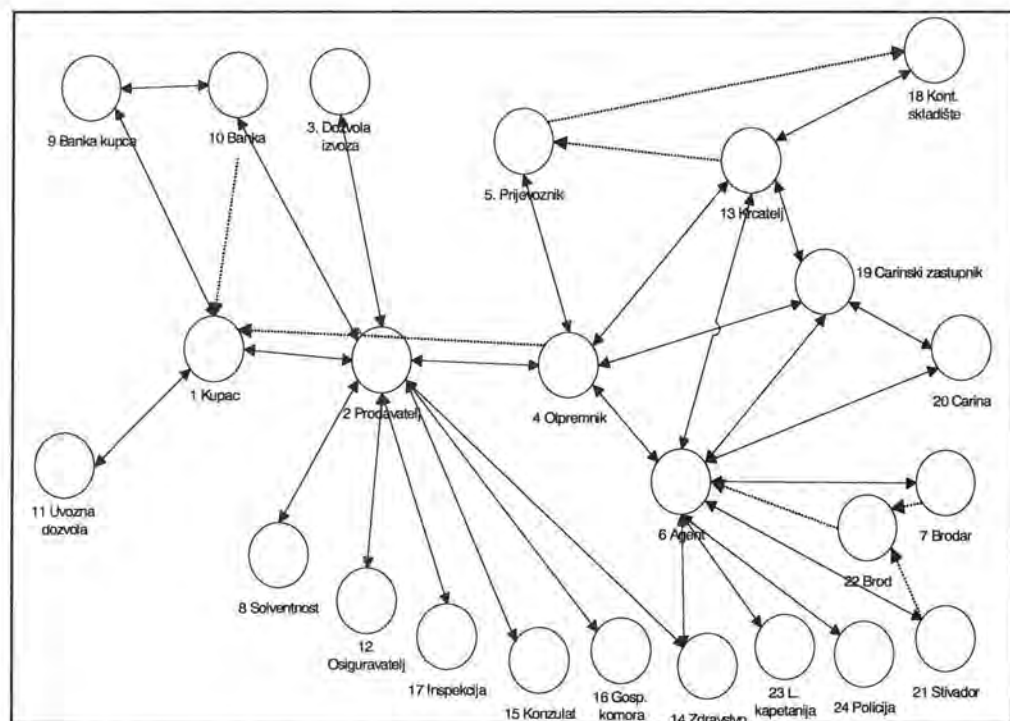 9 Banka kupca
10 Banka
3. Dozvola
izvoza
18 Kont.
skladište
5. Prijevoznik
13 Krcatelj
19 Carinski zastupnik
1 Kupac
2 Prodavatelj
4 Otpremnik
20 Carina
11 Uvozna
dozvola
6 Agent
7 Brodar
22 Brod
8 Solventnost
12.
Osiguravatelj
17 Inspekcija
15 Konzulat
16 Gosp.
komora
14 Zdravstvo
23 L.
kapetanija
24 Policija
21 Stivador